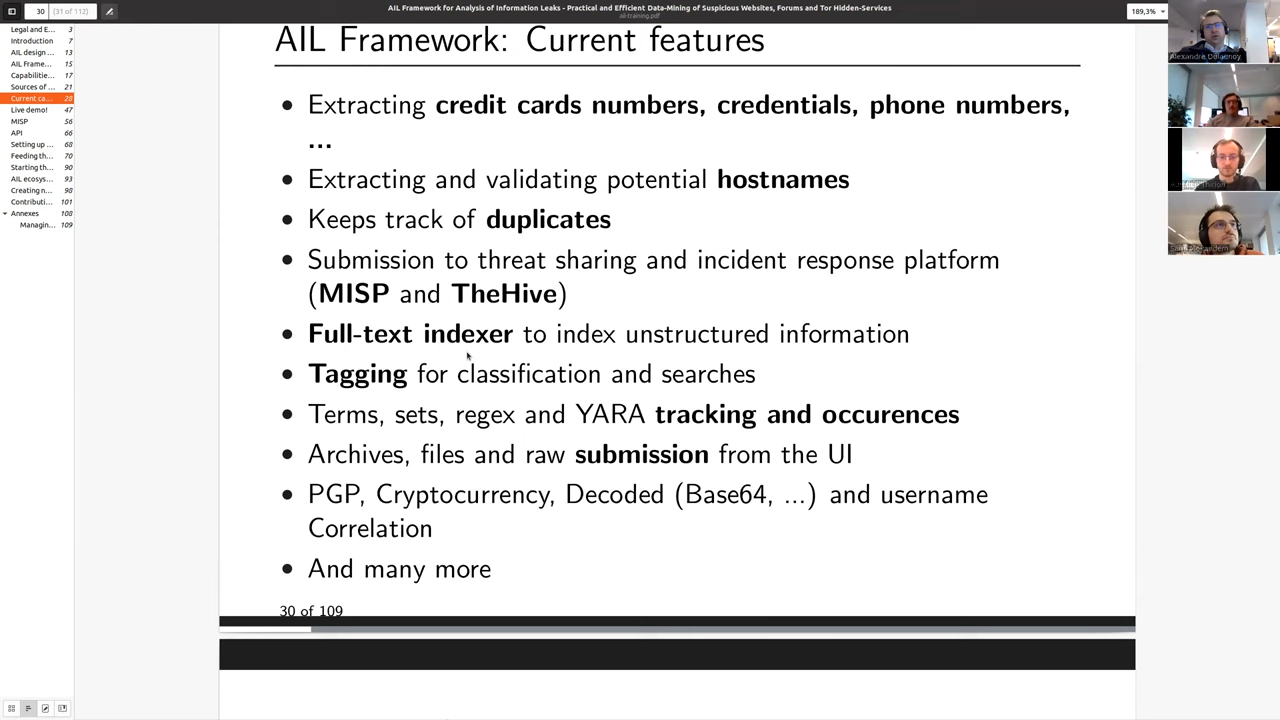 AIL Framework for Analysis of Information Leaks - Practical and Efficient Data-Mining of Suspicious Websites, Forums and Tor Hidden-Services
ail-training.pdf
30 (31 of 112)
189,3%
Legal and E... 3
Introduction 7
AIL design ... 13
AIL Frame... 15
Capabilitie... 17
Sources of ... 21
Current ca... 28
Live demo! 47
MISP 56
API 66
Setting up ... 68
Feeding th... 70
Starting th... 90
AIL ecosys... 93
Creating n... 98
Contributi... 101
Annexes 108
Managin... 109
AIL Framework: Current features
• Extracting credit cards numbers, credentials, phone numbers,
...
• Extracting and validating potential hostnames
• Keeps track of duplicates
• Submission to threat sharing and incident response platform
(MISP and TheHive)
• Full-text indexer to index unstructured information
• Tagging for classification and searches
• Terms, sets, regex and YARA tracking and occurences
• Archives, files and raw submission from the UI
• PGP, Cryptocurrency, Decoded (Base64, ...) and username
Correlation
• And many more
30 of 109
Alexandre Dulaunoy